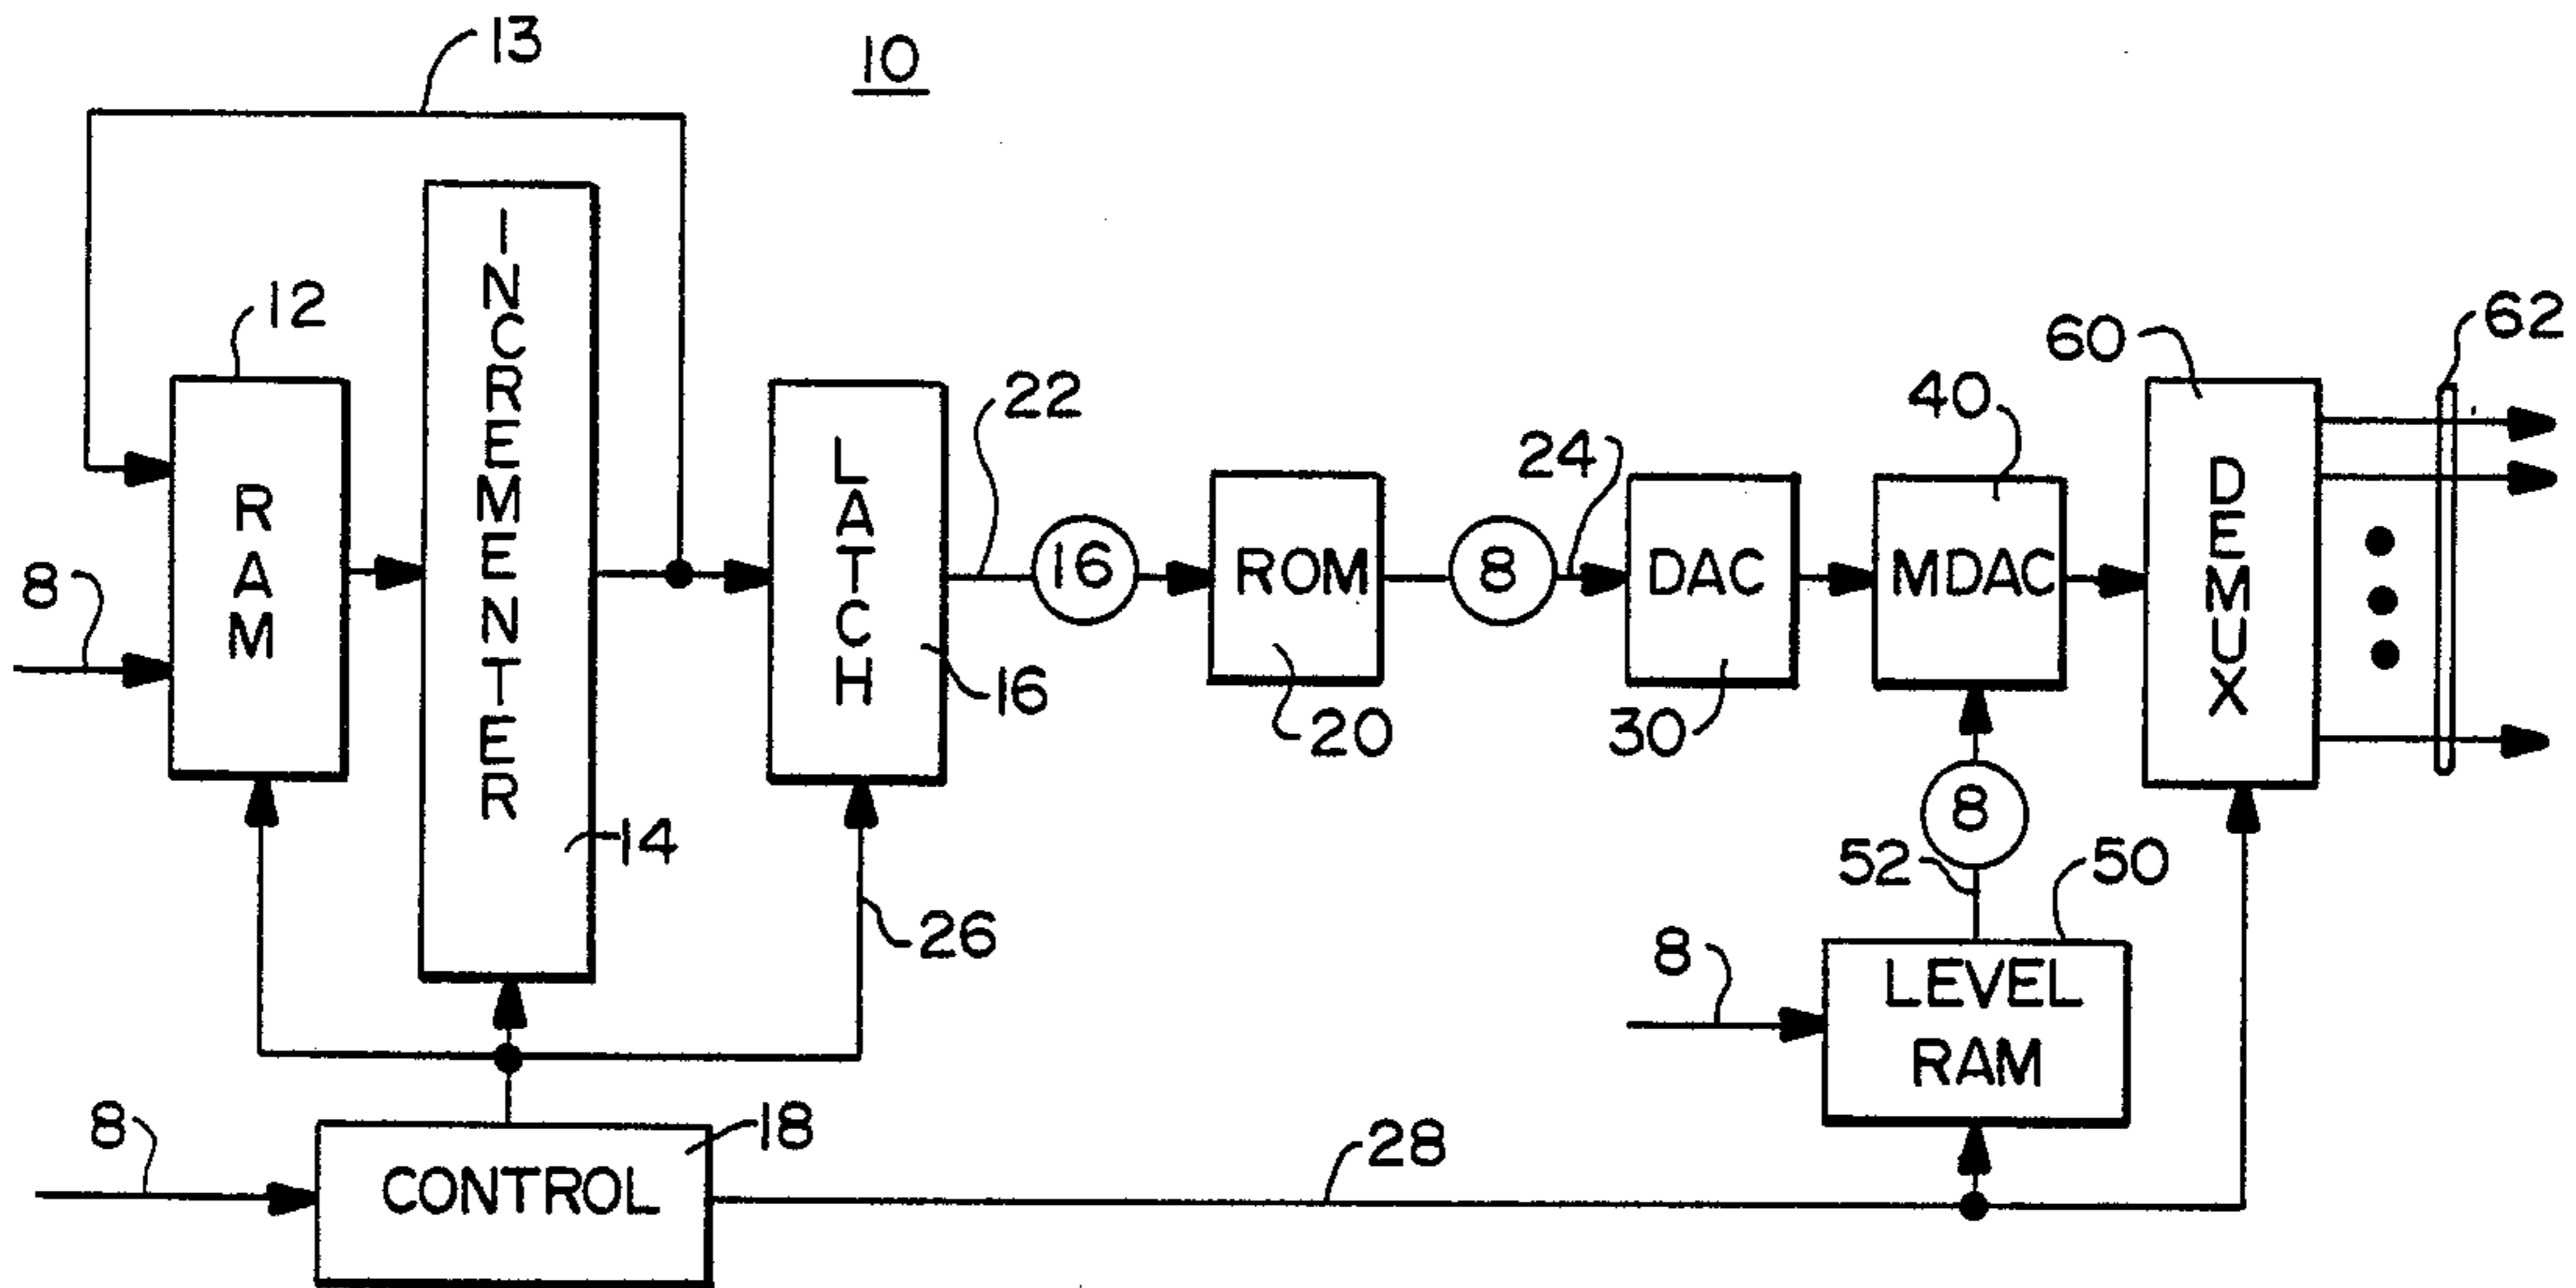 13
10
12
INCREMENTER
62
60
RAM
8
LATCH
22
16
ROM
24
8
DAC
40
MDAC
DEMUX
16
20
30
14
8
52
50
26
8
LEVEL
RAM
8
18
CONTROL
28